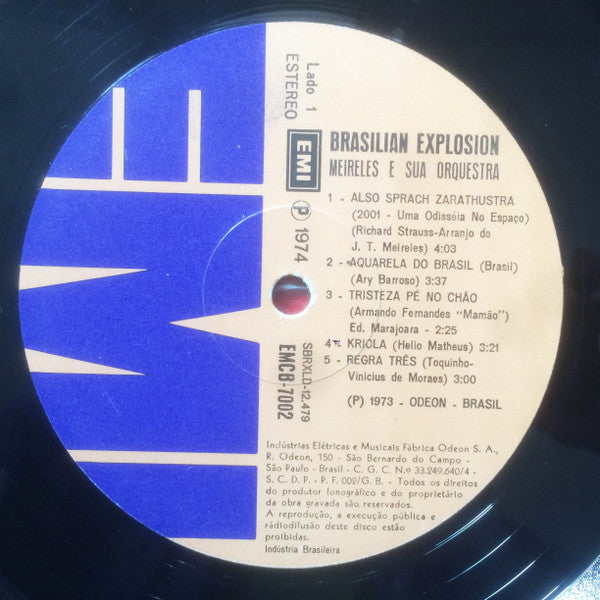 EMI
Lado 1
ESTEREO
EMI
Ⓟ 1974
SBRXLD-12.479
EMCB-7002
BRASILIAN EXPLOSION
MEIRELES E SUA ORQUESTRA
1 - ALSO SPRACH ZARATHUSTRA
(2001 - Uma Odisséia No Espaço)
(Richard Strauss-Arranjo de
J. T. Meireles) 4:03
2 - AQUARELA DO BRASIL (Brasil)
(Ary Barroso) 3:37
3 - TRISTEZA PÉ NO CHÃO
(Armando Fernandes "Mamão")
Ed. Marajoara - 2:25
4 - KRIOLA (Helio Matheus) 3:21
5 - REGRA TRÊS (Toquinho-
Vinicius de Moraes) 3:00
(P) 1973 - ODEON - BRASIL
Indústrias Elétricas e Musicais Fábrica Odeon S. A.,
R. Odeon, 150 - São Bernardo do Campo -
São Paulo - Brasil - C. G. C. N.o 33.249.640/4 -
S. C. D. P. - P. F. 002/G. B. - Todos os direitos
do produtor fonográfico e do proprietário
da obra gravada são reservados.
A reprodução, a execução pública e
rádiodifusão deste disco estão
proibidas.
Indústria Brasileira